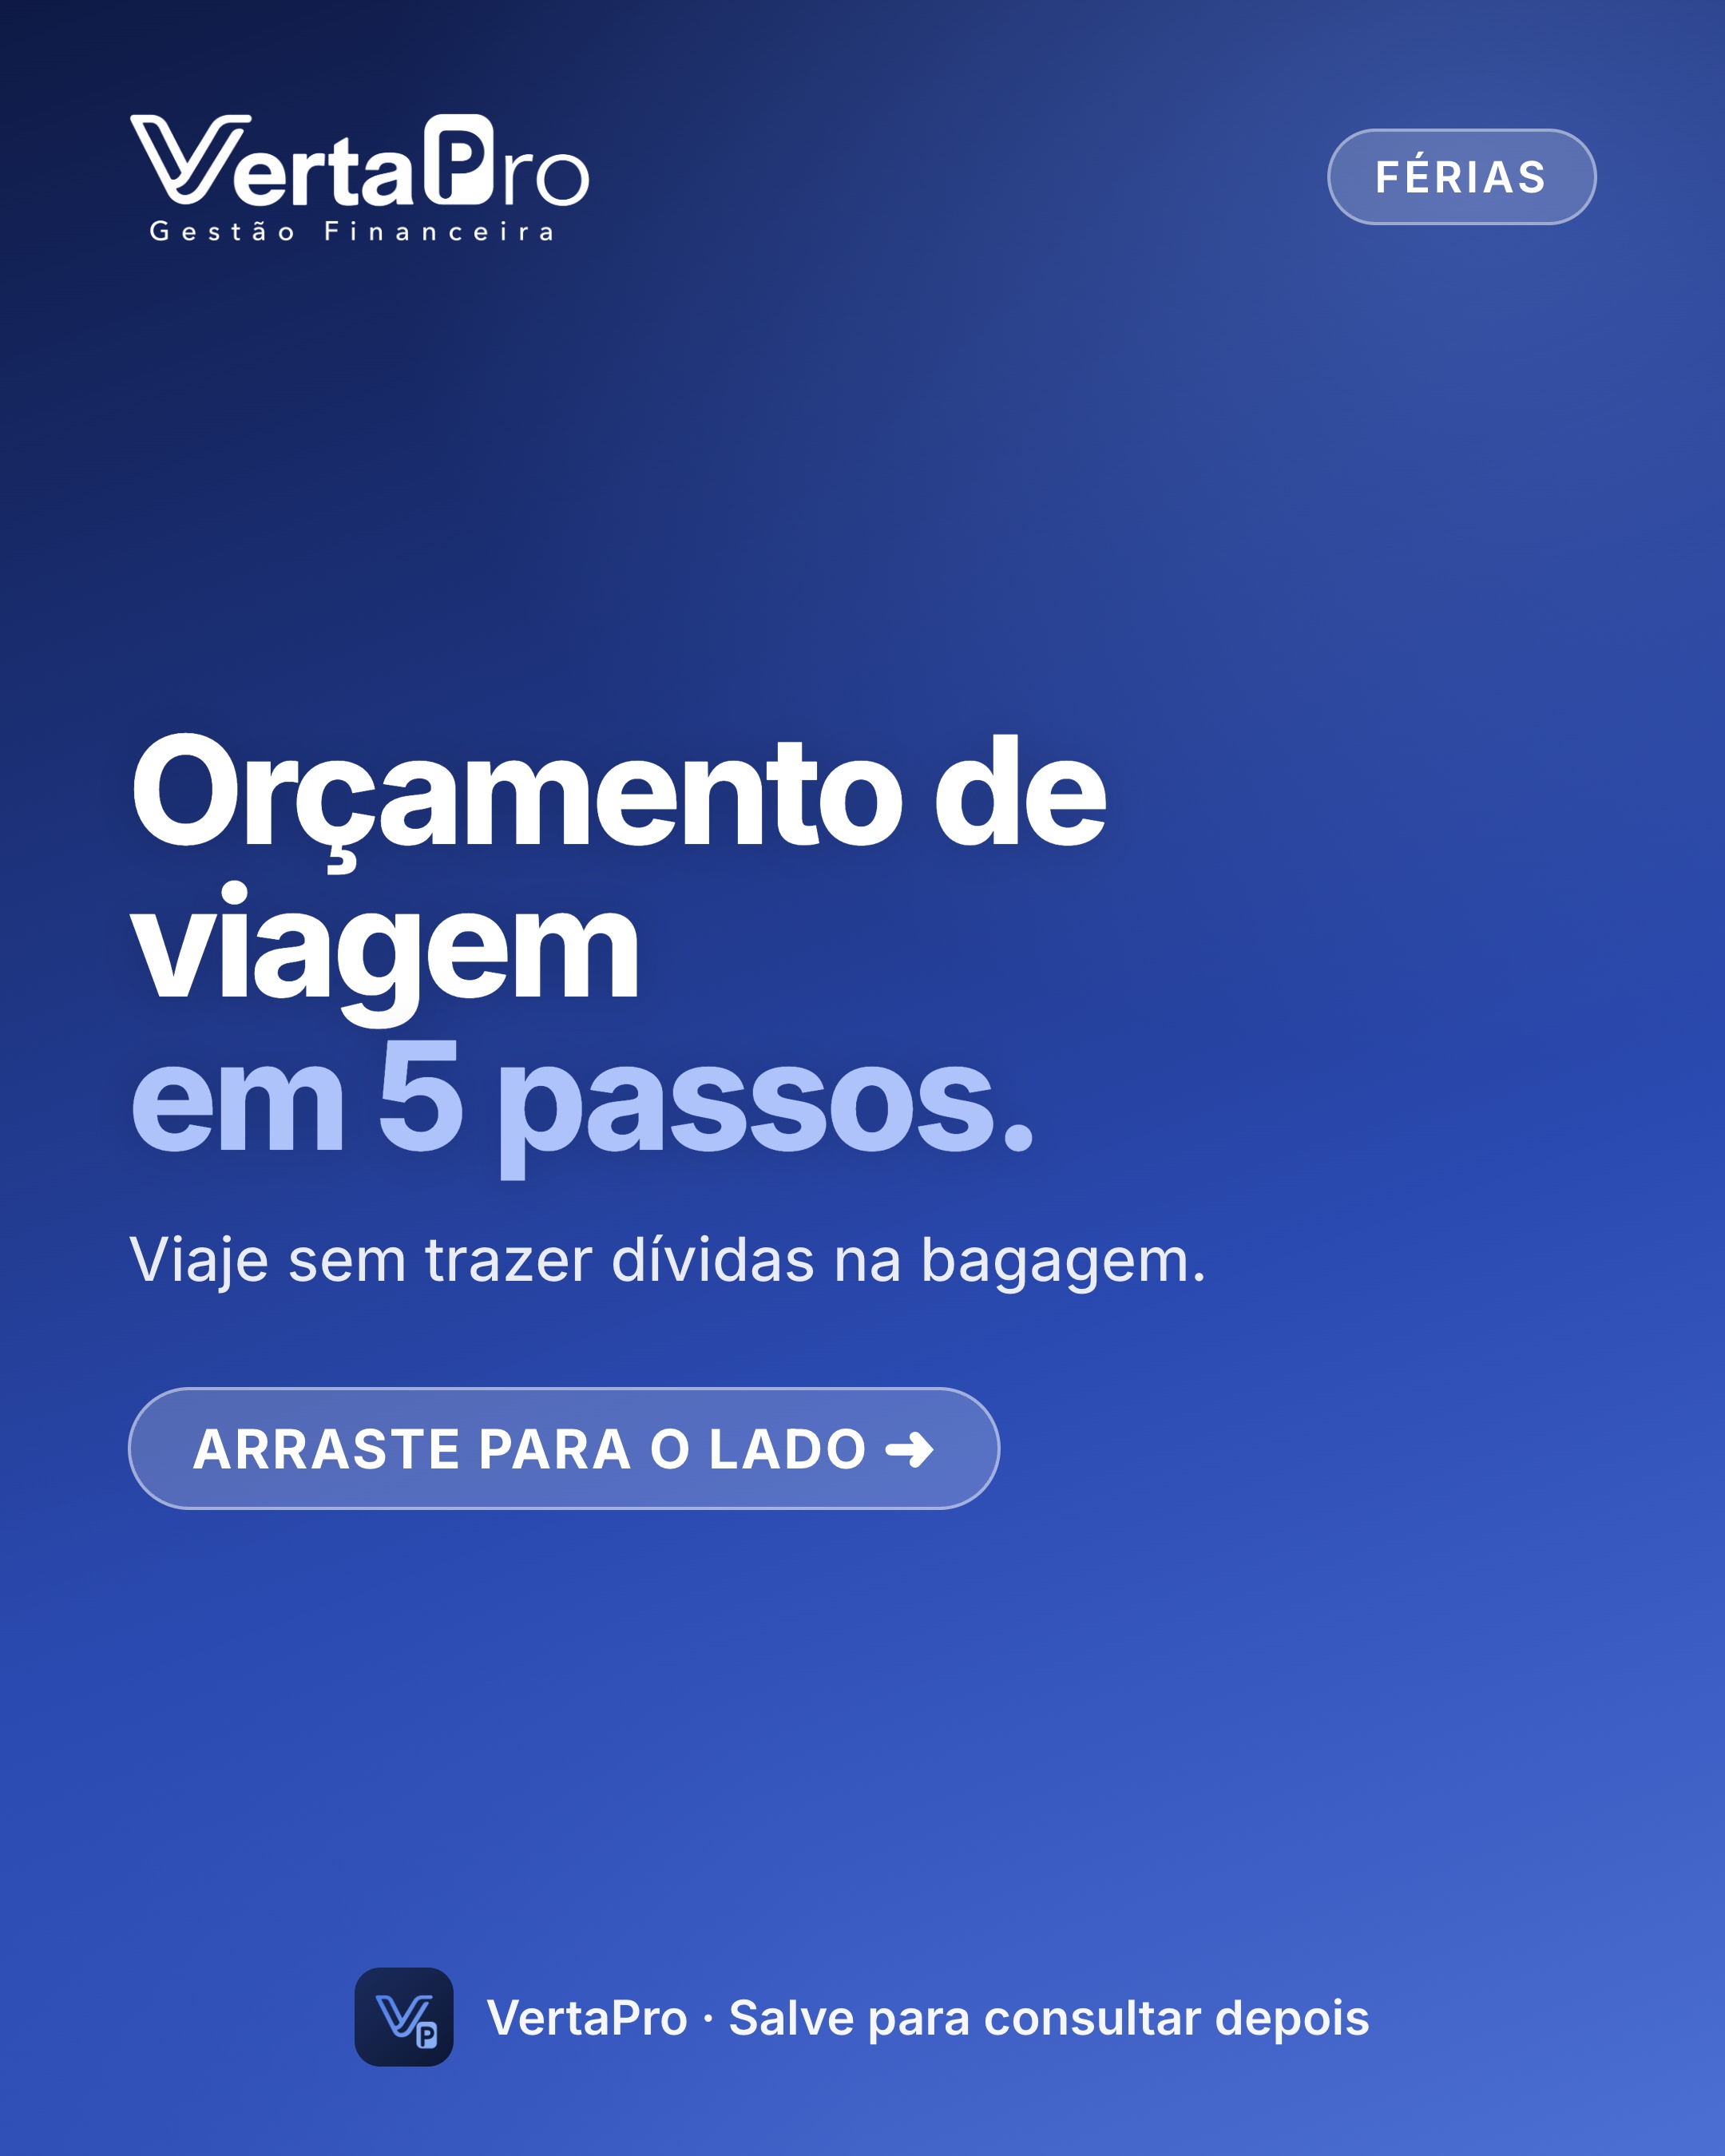 VertaPro
Gestão Financeira
FÉRIAS
Orçamento de
viagem
em 5 passos.
Viaje sem trazer dívidas na bagagem.
ARRASTE PARA O LADO ➔
VP
VertaPro · Salve para consultar depois